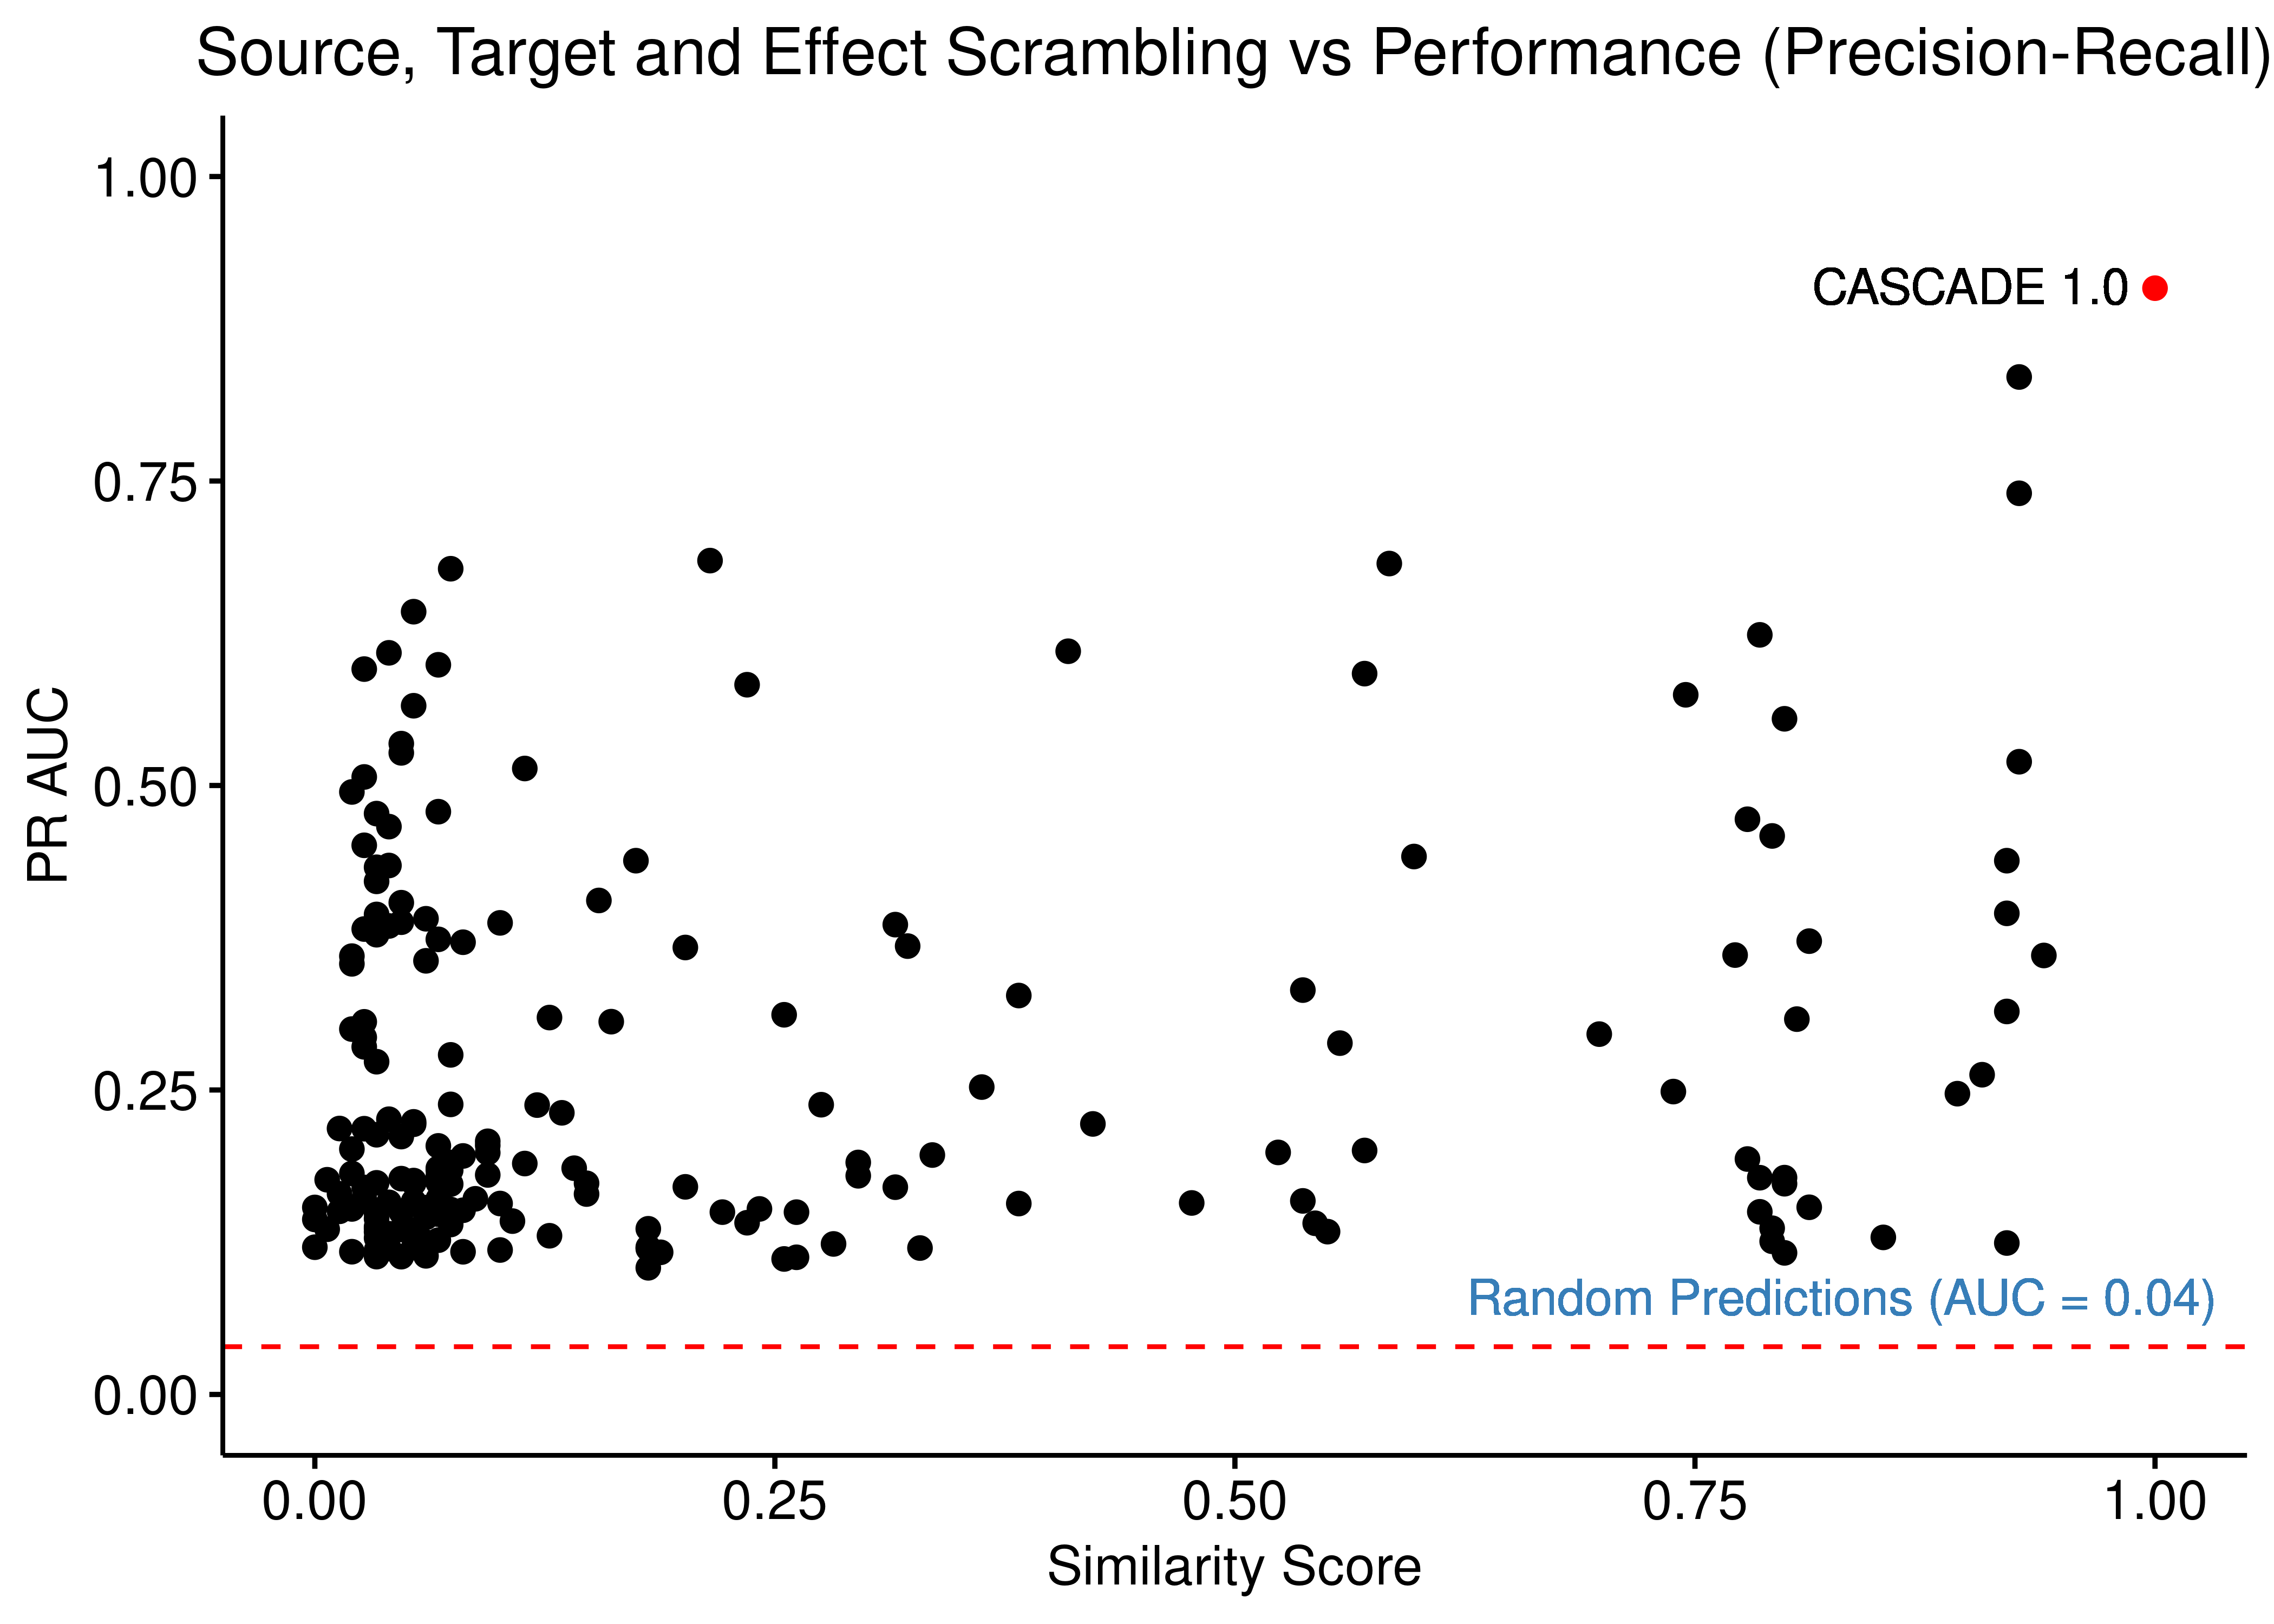 Source, Target and Effect Scrambling vs Performance (Precision-Recall)
1.00
0.75
0.50
0.25
0.00
PR AUC
CASCADE 1.0
Random Predictions (AUC = 0.04)
0.00
0.25
0.50
0.75
1.00
Similarity Score